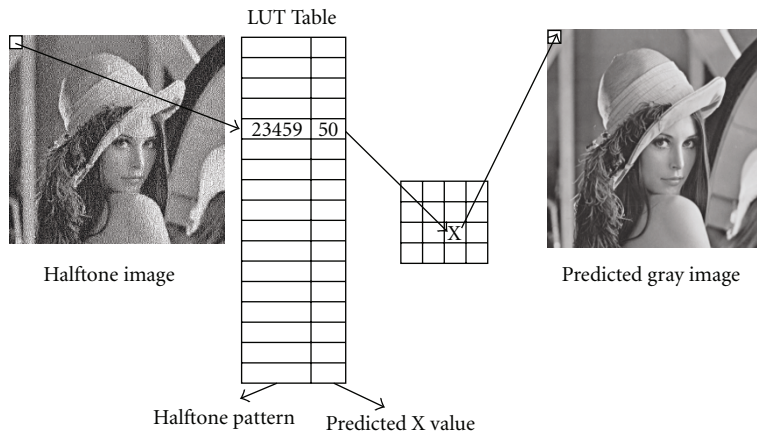 LUT Table
23459 50
X
Halftone image
Predicted gray image
Halftone pattern
Predicted X value